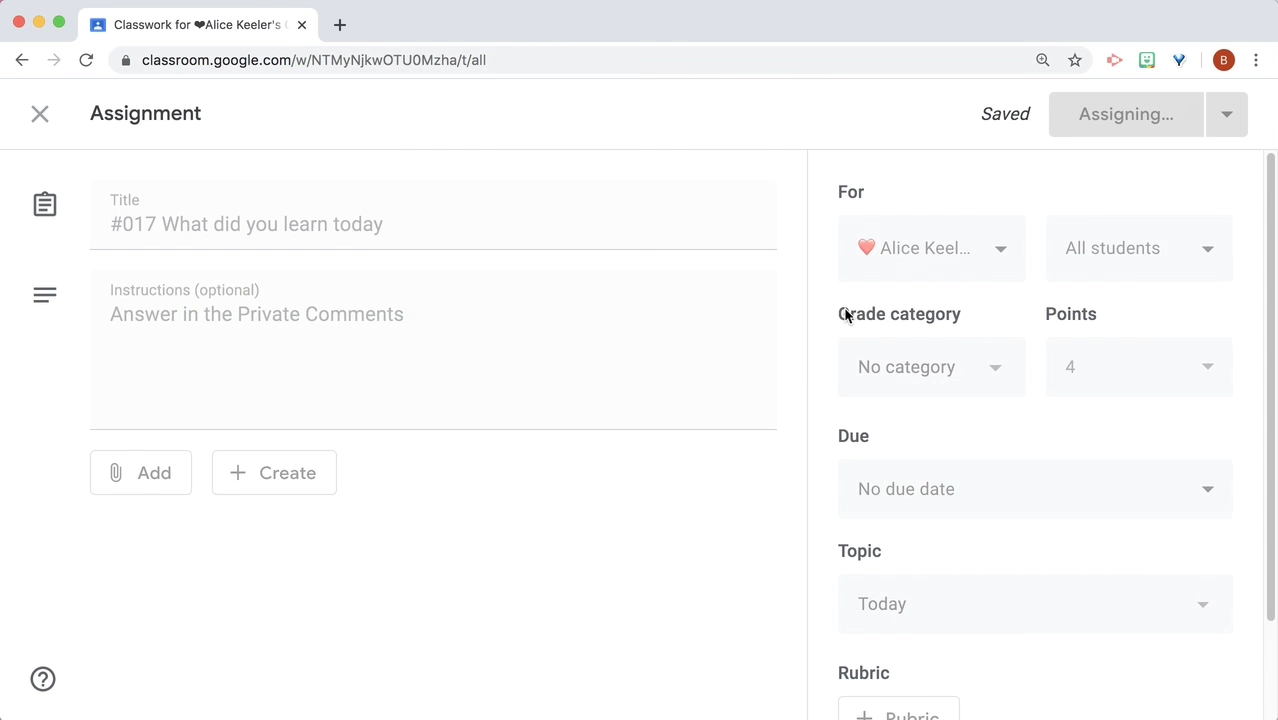 Classwork for ❤Alice Keeler's
classroom.google.com/w/NTMyNjkwOTU0Mzha/t/all
B
Assignment
Saved
Assigning...
Title
#017 What did you learn today
Instructions (optional)
Answer in the Private Comments
Add
Create
For
❤️ Alice Keel...
All students
Grade category
Points
No category
4
Due
No due date
Topic
Today
Rubric
Rubric